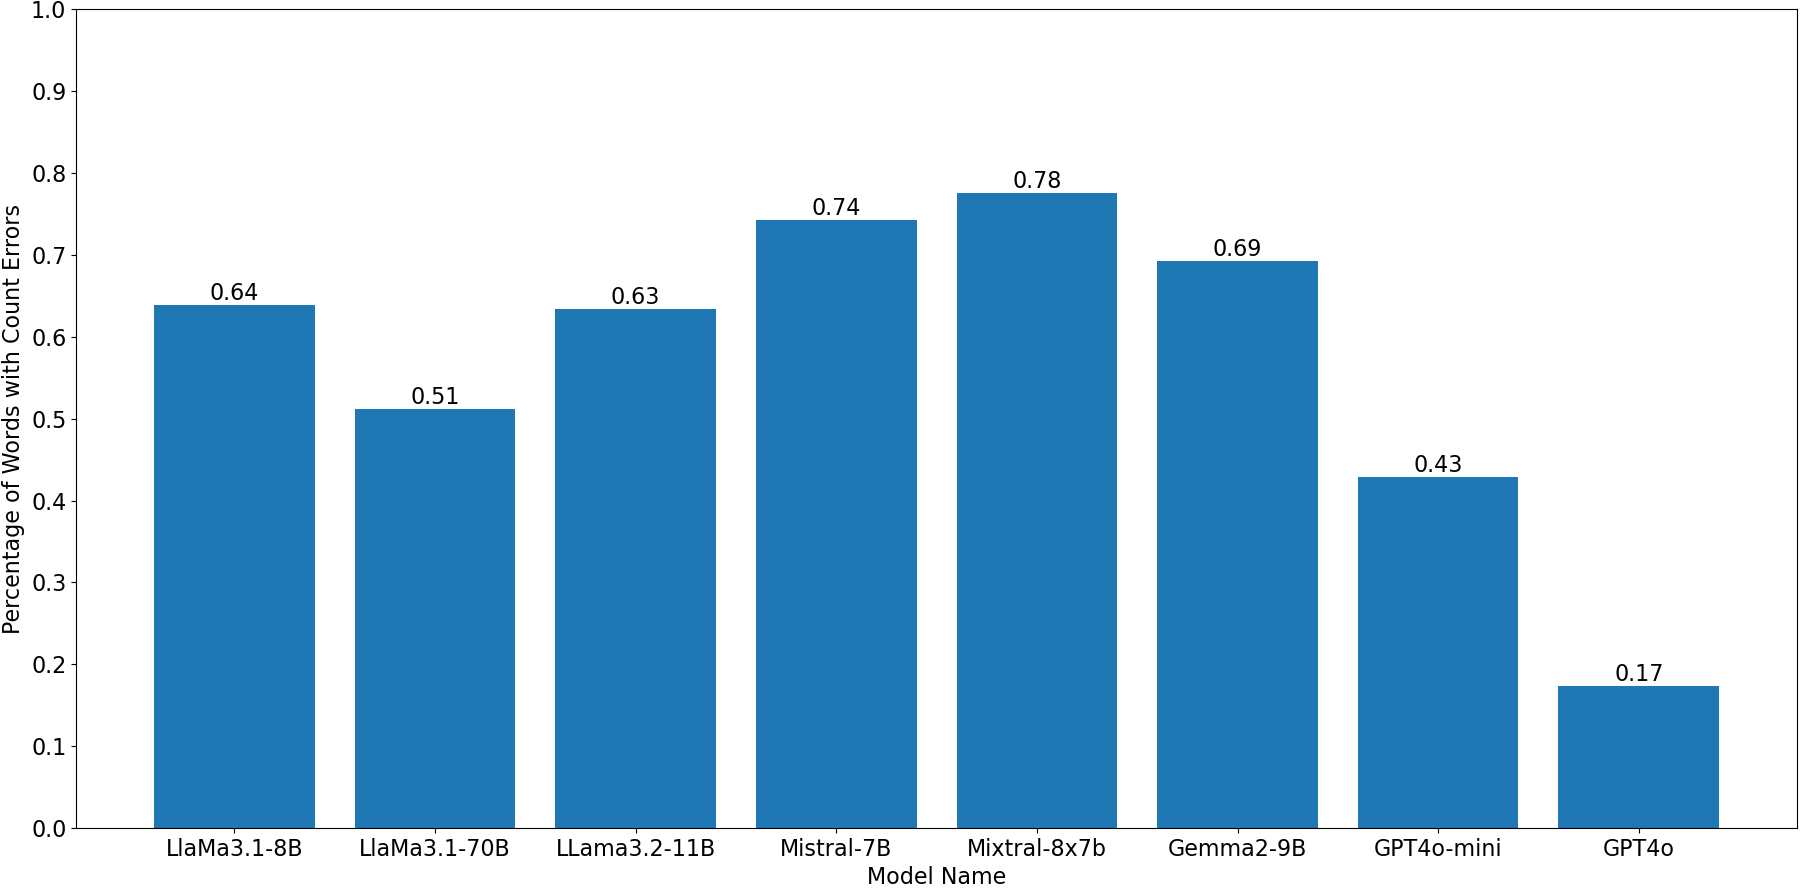 Percentage of Words with Count Errors
1.0
0.9
0.8
0.7
0.6
0.5
0.4
0.3
0.2
0.1
0.0
0.64
0.51
0.63
0.74
0.78
0.69
0.43
0.17
LlaMa3.1-8B
LlaMa3.1-70B
LLama3.2-11B
Mistral-7B
Mixtral-8x7b
Gemma2-9B
GPT4o-mini
GPT4o
Model Name